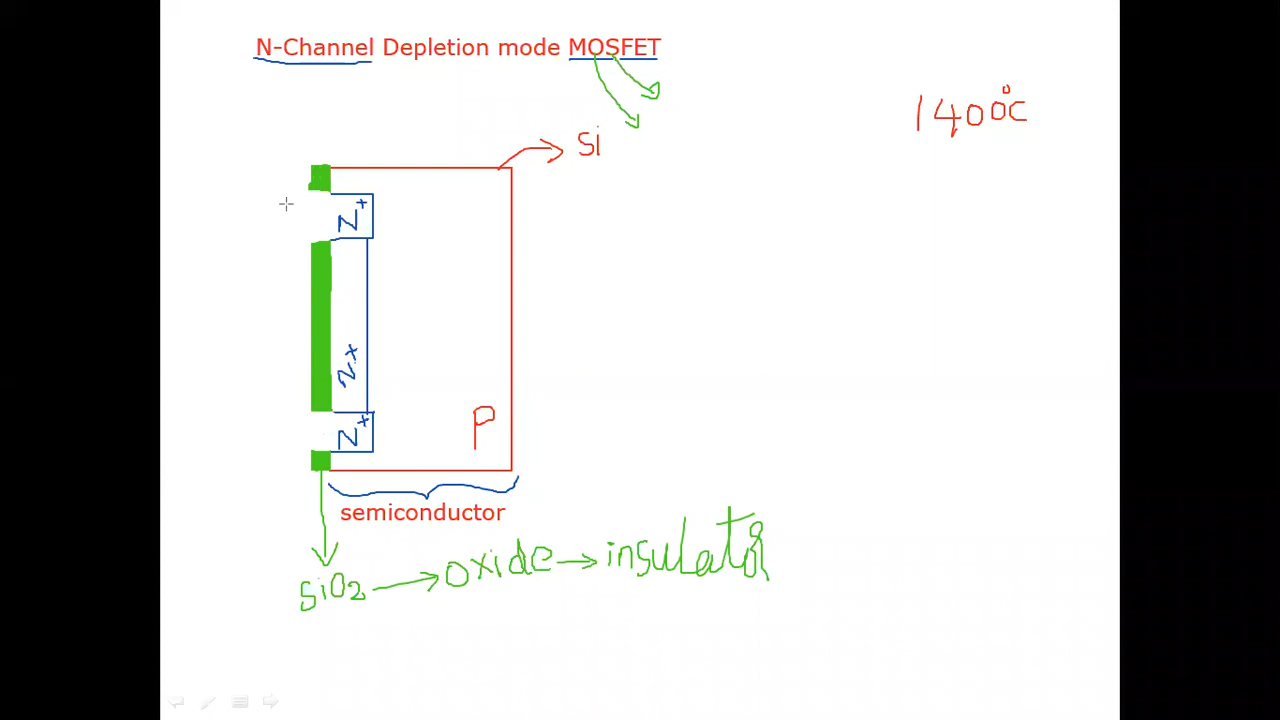 N-Channel Depletion mode MOSFET
1400°C
Si
N+
N+
P
semiconductor
SiO2 → oxide → insulator